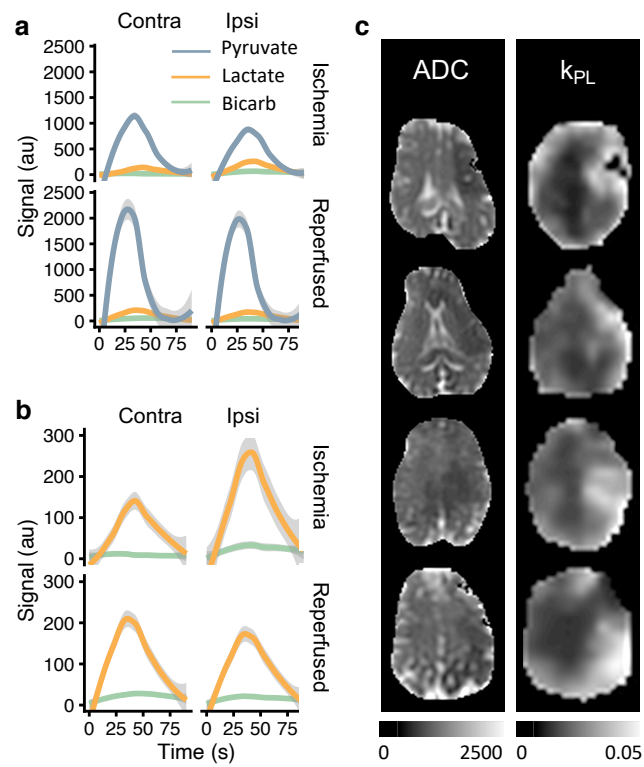 a
Contra Ipsi
2500
2000
1500
1000
500
0
Pyruvate
Lactate
Bicarb
Ischemia
2500
2000
1500
1000
500
0
Reperfused
Signal (au)
0 25 50 75 0 25 50 75
b
Contra Ipsi
300
200
100
0
Ischemia
300
200
100
0
Reperfused
Signal (au)
0 25 50 75 0 25 50 75
Time (s)
c
ADC kPL
0 2500 0 0.05